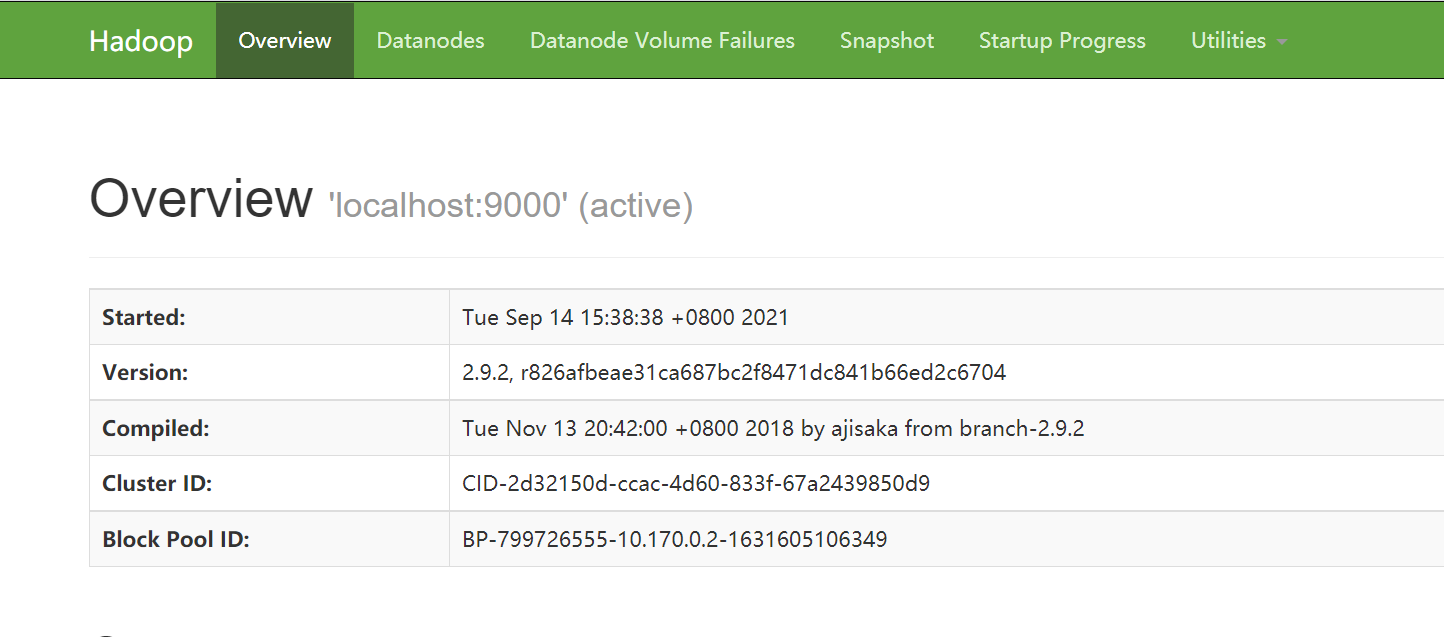 Hadoop Overview Datanodes Datanode Volume Failures Snapshot Startup Progress Utilities
Overview 'localhost:9000' (active)
Started: Tue Sep 14 15:38:38 +0800 2021
Version: 2.9.2, r826afbeae31ca687bc2f8471dc841b66ed2c6704
Compiled: Tue Nov 13 20:42:00 +0800 2018 by ajisaka from branch-2.9.2
Cluster ID: CID-2d32150d-ccac-4d60-833f-67a2439850d9
Block Pool ID: BP-799726555-10.170.0.2-1631605106349